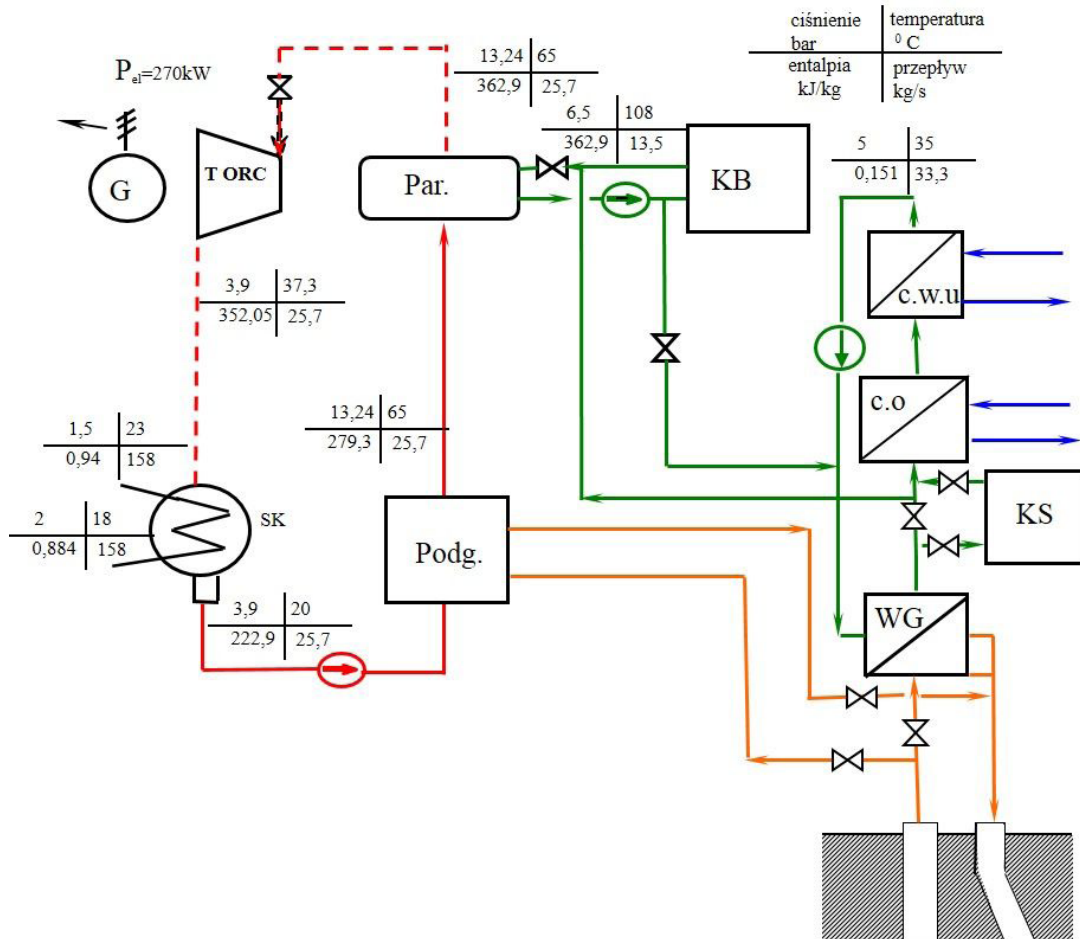 ciśnienie temperatura
bar ⁰ C
entalpia przepływ
kJ/kg kg/s
P_el=270kW
13,24 65
362,9 25,7
6,5 108
362,9 13,5
5 35
0,151 33,3
G
T ORC
Par.
KB
c.w.u
3,9 37,3
352,05 25,7
c.o
13,24 65
279,3 25,7
1,5 23
0,94 158
2 18
0,884 158
SK
Podg.
KS
3,9 20
222,9 25,7
WG